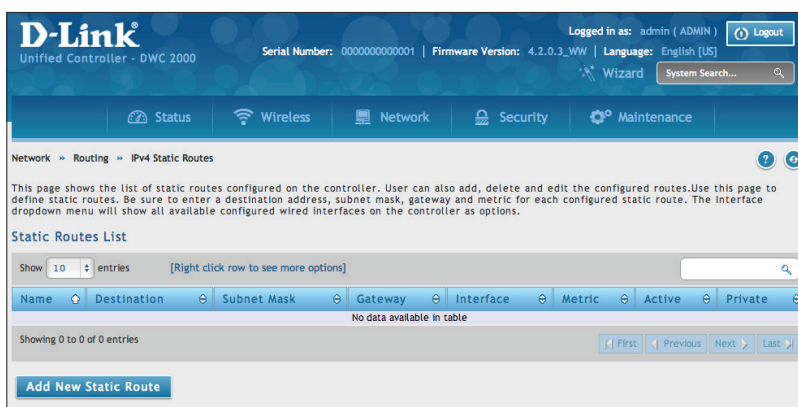 D-Link®
Unified Controller - DWC 2000
Logged in as: admin ( ADMIN )
Logout
Serial Number: 0000000000001 | Firmware Version: 4.2.0.3_WW | Language: English [US]
Wizard
System Search...
Status
Wireless
Network
Security
Maintenance
Network » Routing » IPv4 Static Routes
?
This page shows the list of static routes configured on the controller. User can also add, delete and edit the configured routes.Use this page to
define static routes. Be sure to enter a destination address, subnet mask, gateway and metric for each configured static route. The Interface
dropdown menu will show all available configured wired interfaces on the controller as options.
Static Routes List
Show 10 entries [Right click row to see more options]
Name Destination Subnet Mask Gateway Interface Metric Active Private
No data available in table
Showing 0 to 0 of 0 entries
First Previous Next Last
Add New Static Route